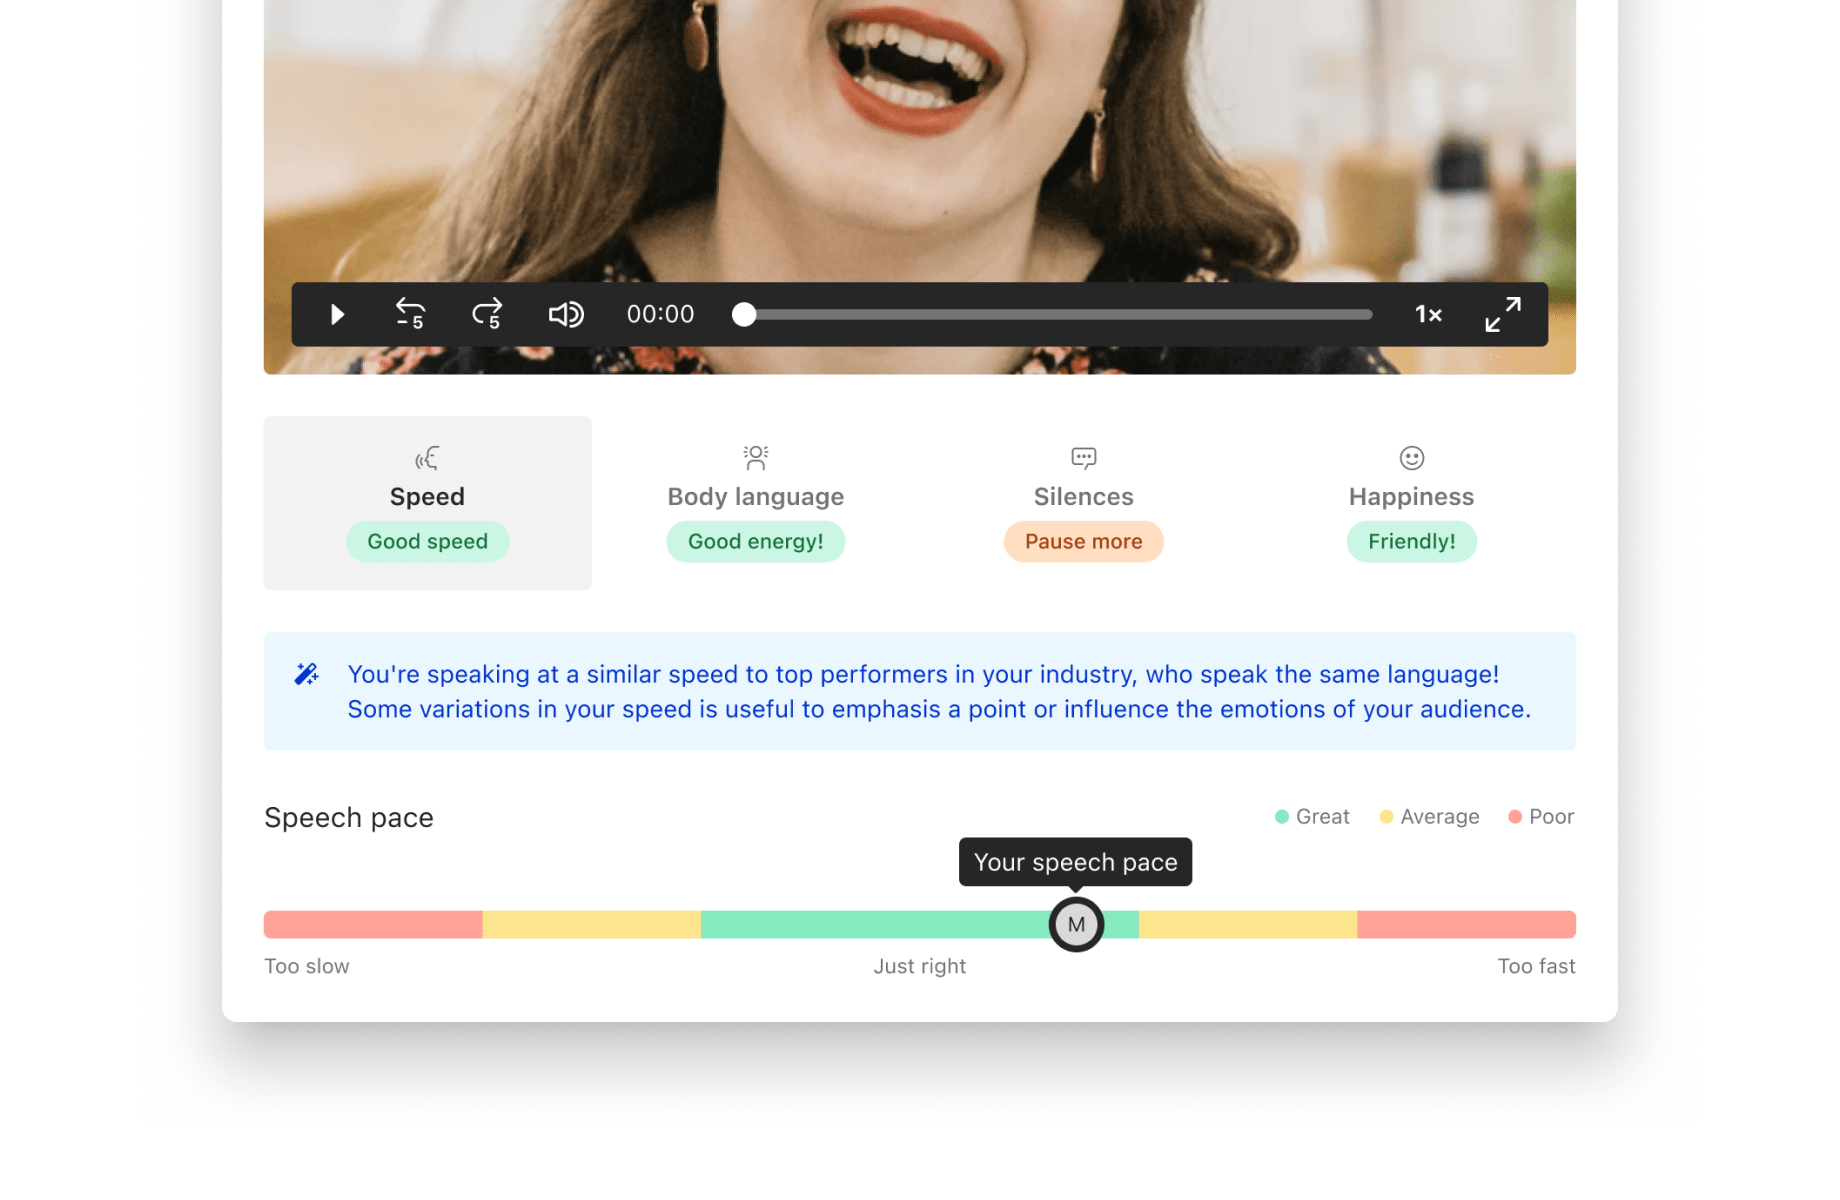 5
5
00:00
1×
Speed
Body language
Silences
Happiness
Good speed
Good energy!
Pause more
Friendly!
You're speaking at a similar speed to top performers in your industry, who speak the same language!
Some variations in your speed is useful to emphasis a point or influence the emotions of your audience.
Speech pace
Great
Average
Poor
Your speech pace
M
Too slow
Just right
Too fast